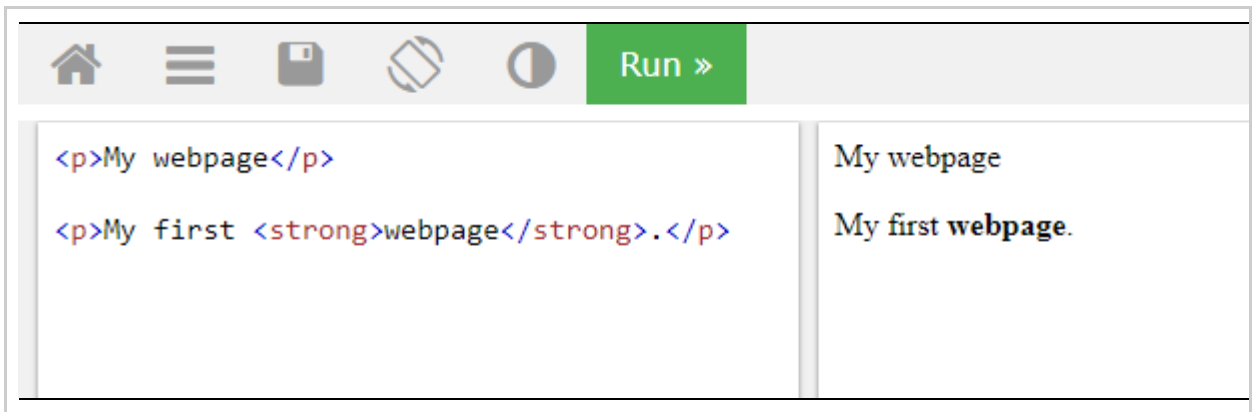 Run »
<p>My webpage</p>
<p>My first <strong>webpage</strong>.</p>
My webpage
My first webpage.